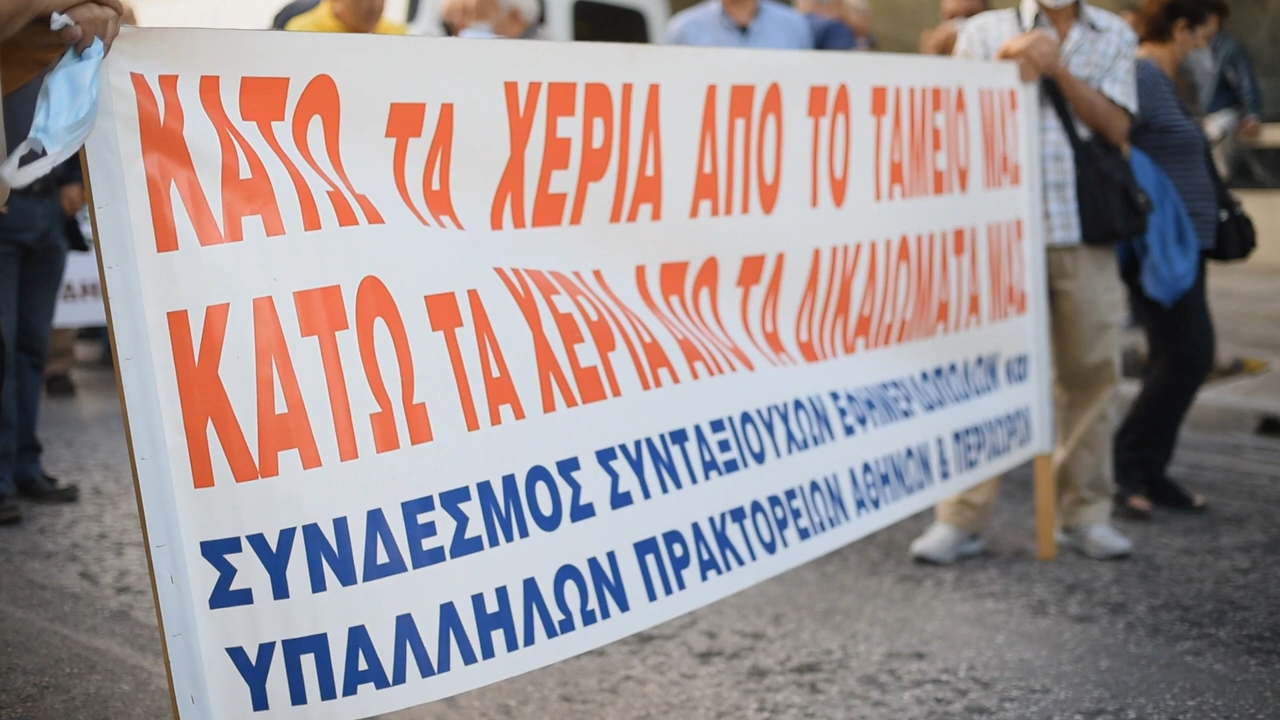 ΚΑΤΩ ΤΑ ΧΕΡΙΑ ΑΠΟ ΤΟ ΤΑΜΕΙΟ ΜΑΣ
ΚΑΤΩ ΤΑ ΧΕΡΙΑ ΑΠΟ ΤΑ ΔΙΚΑΙΩΜΑΤΑ ΜΑΣ
ΣΥΝΔΕΣΜΟΣ ΣΥΝΤΑΞΙΟΥΧΩΝ ΕΦΗΜΕΡΙΔΟΠΩΛΩΝ και
ΥΠΑΛΛΗΛΩΝ ΠΡΑΚΤΟΡΕΙΩΝ ΑΘΗΝΩΝ & ΠΕΡΙΧΩΡΩΝ